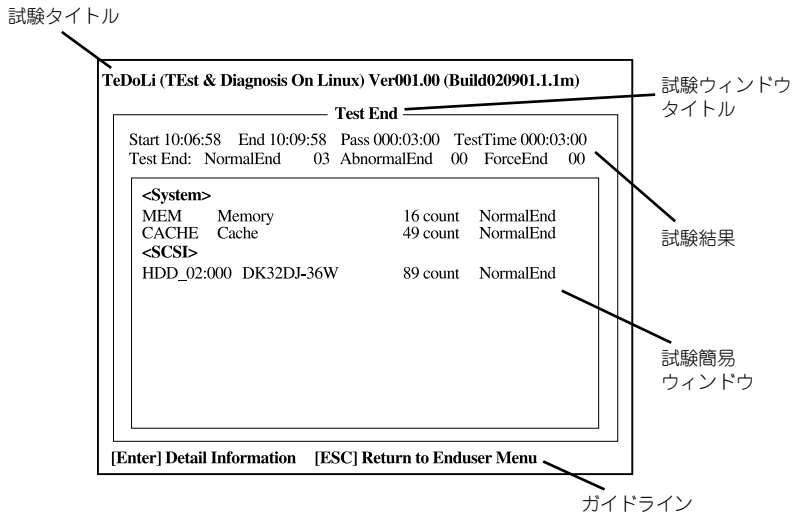 試験タイトル
TeDoLi (TEst & Diagnosis On Linux) Ver001.00 (Build020901.1.1m)
試験ウィンドウ
タイトル
Test End
Start 10:06:58 End 10:09:58 Pass 000:03:00 TestTime 000:03:00
Test End: NormalEnd 03 AbnormalEnd 00 ForceEnd 00
<System>
MEM Memory 16 count NormalEnd
CACHE Cache 49 count NormalEnd
<SCSI>
HDD_02:000 DK32DJ-36W 89 count NormalEnd
試験結果
試験簡易
ウィンドウ
[Enter] Detail Information [ESC] Return to Enduser Menu
ガイドライン